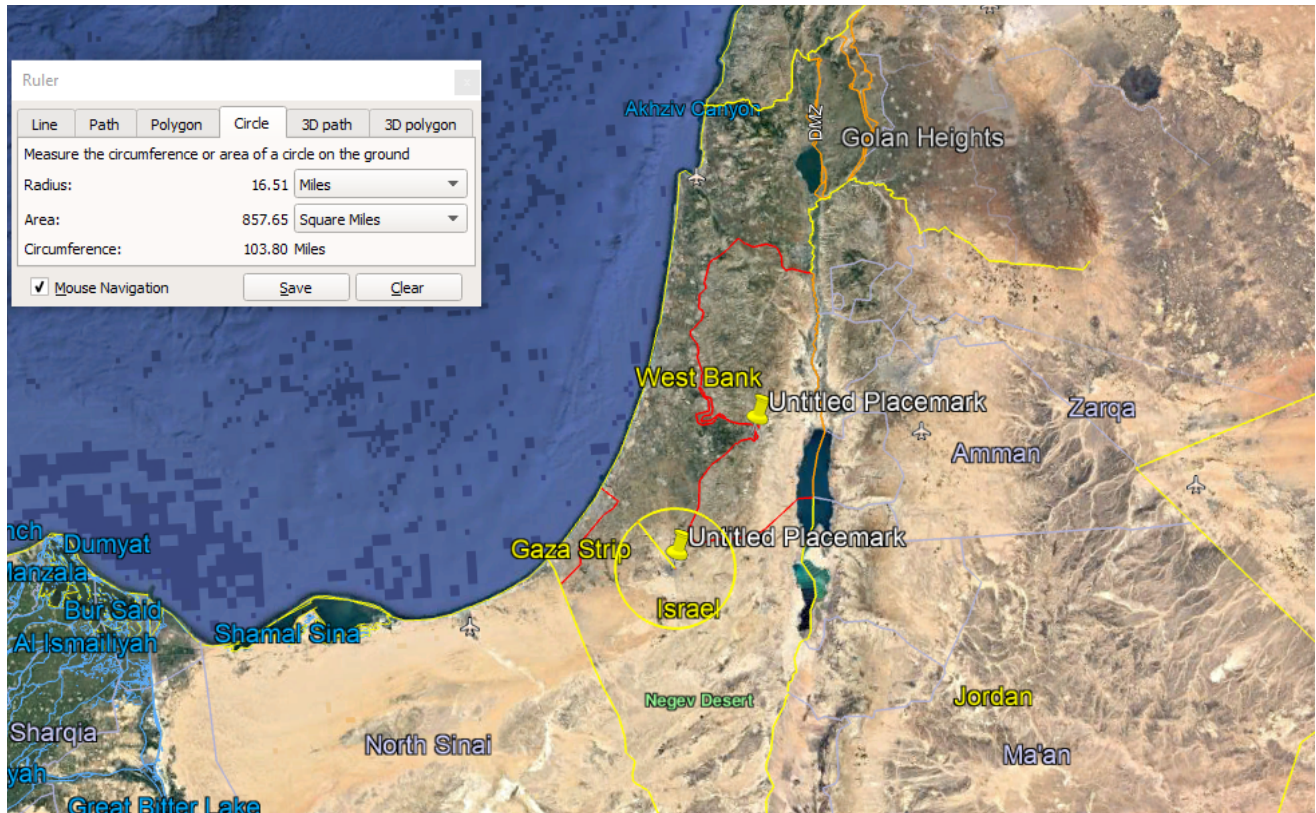 Ruler
Line Path Polygon Circle 3D path 3D polygon
Measure the circumference or area of a circle on the ground
Radius: 16.51 Miles
Area: 857.65 Square Miles
Circumference: 103.80 Miles
Mouse Navigation Save Clear
Akhziv Canyon
DMZ
Golan Heights
West Bank
Untitled Placemark
Zarqa
Amman
Gaza Strip
Untitled Placemark
Israel
nch
Dumyat
Manzala
Bur Said
Al Ismailiyah
Shamal Sina
Negev Desert
Jordan
Sharqia
North Sinai
Ma'an
yah
Great Bitter Lake